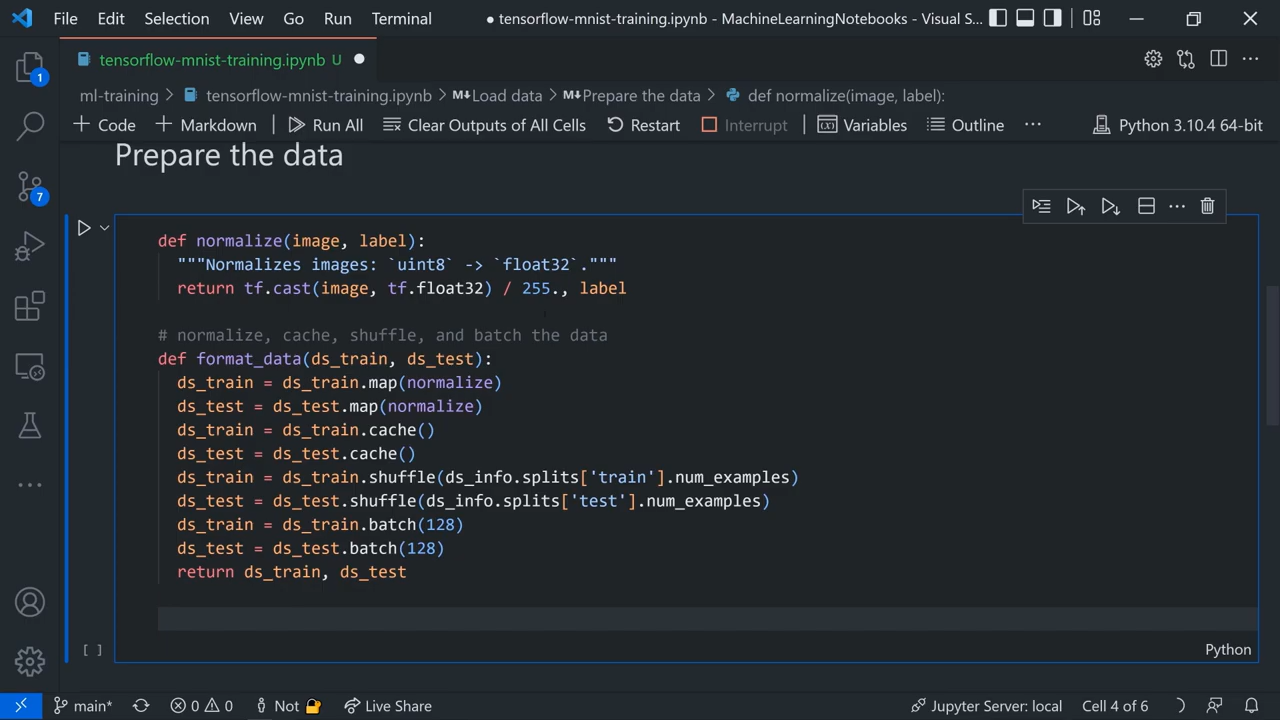 File Edit Selection View Go Run Terminal ● tensorflow-mnist-training.ipynb - MachineLearningNotebooks - Visual S...
tensorflow-mnist-training.ipynb U ●
1
ml-training > tensorflow-mnist-training.ipynb > M↓Load data > M↓Prepare the data > def normalize(image, label):
+ Code + Markdown | Run All Clear Outputs of All Cells Restart Interrupt | Variables Outline ... Python 3.10.4 64-bit
Prepare the data
7
def normalize(image, label):
"""Normalizes images: `uint8` -> `float32`."""
return tf.cast(image, tf.float32) / 255., label
# normalize, cache, shuffle, and batch the data
def format_data(ds_train, ds_test):
ds_train = ds_train.map(normalize)
ds_test = ds_test.map(normalize)
ds_train = ds_train.cache()
ds_test = ds_test.cache()
ds_train = ds_train.shuffle(ds_info.splits['train'].num_examples)
ds_test = ds_test.shuffle(ds_info.splits['test'].num_examples)
ds_train = ds_train.batch(128)
ds_test = ds_test.batch(128)
return ds_train, ds_test
[ ] Python
main* 0 0 Not Live Share Jupyter Server: local Cell 4 of 6